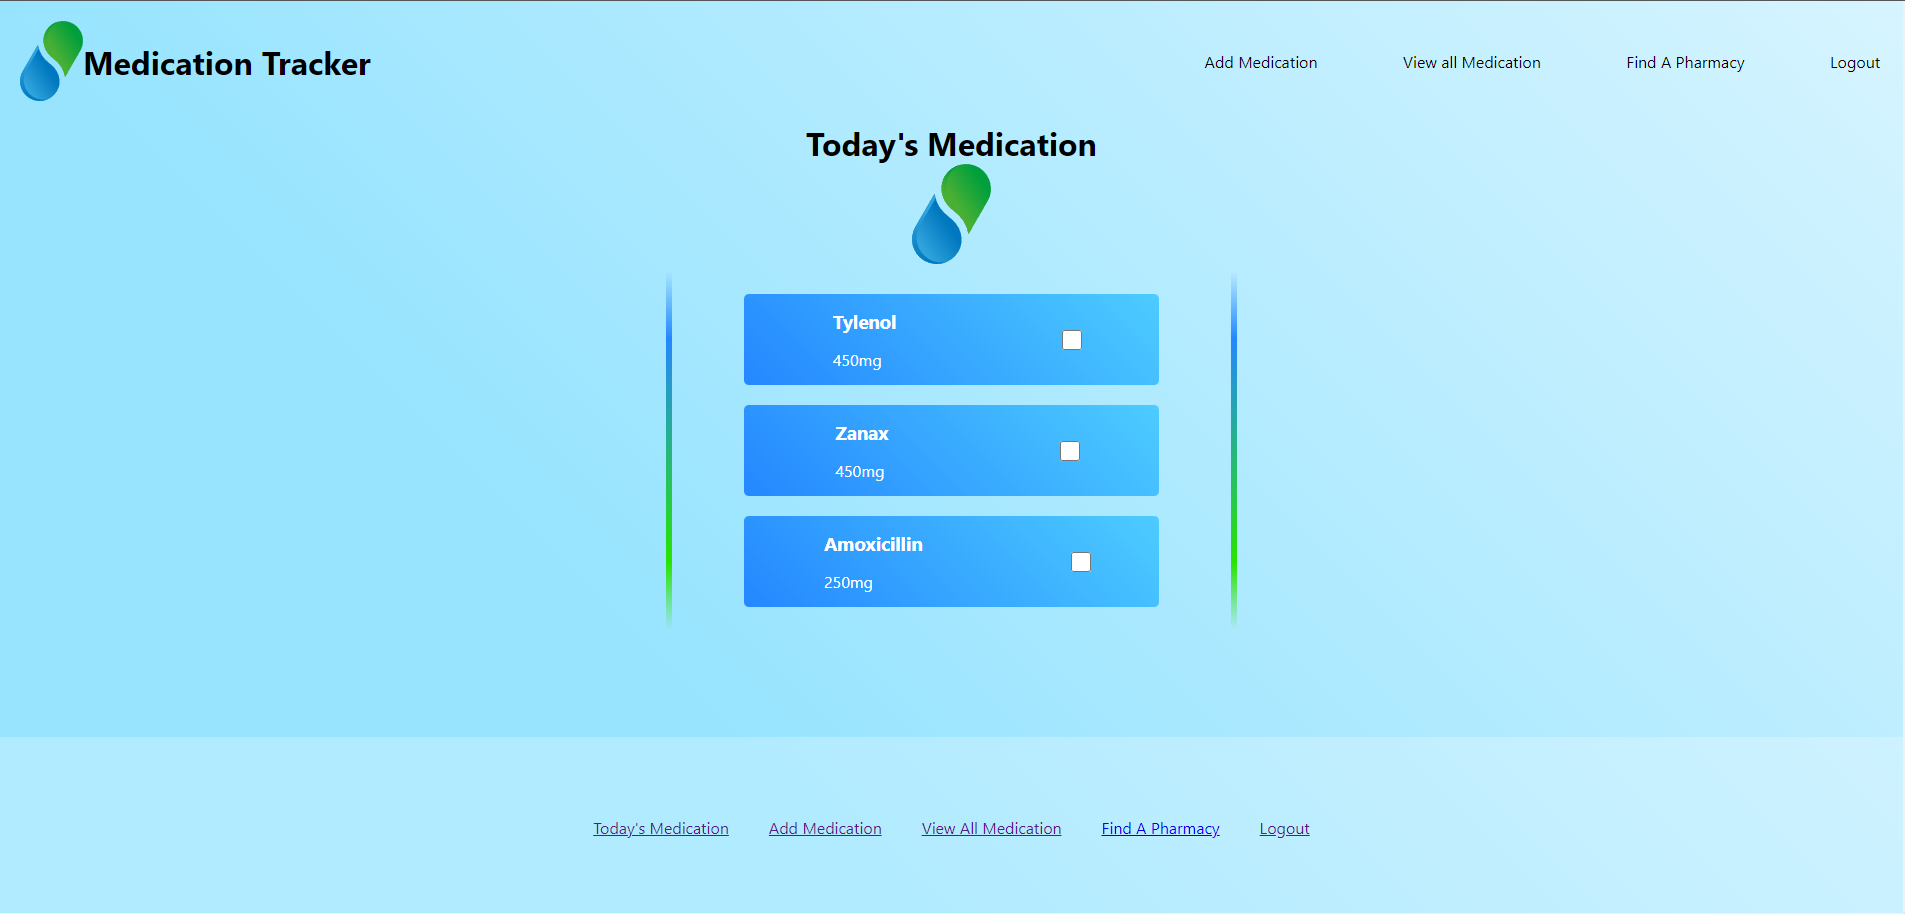 Medication Tracker
Add Medication
View all Medication
Find A Pharmacy
Logout
Today's Medication
Tylenol
450mg
Zanax
450mg
Amoxicillin
250mg
Today's Medication
Add Medication
View All Medication
Find A Pharmacy
Logout